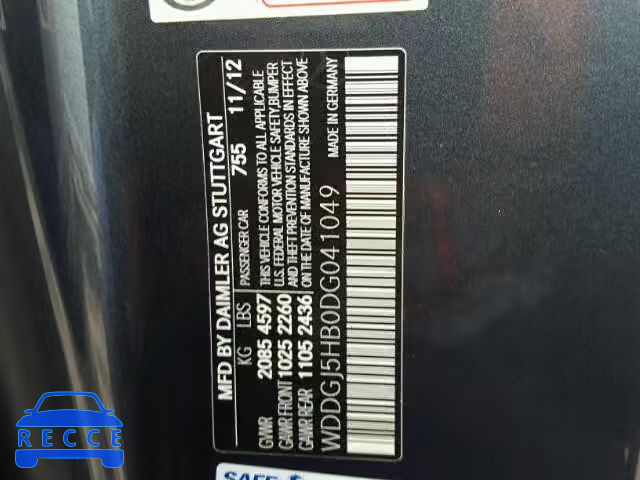 MFD BY DAIMLER AG STUTTGART
755 11/12
KG LBS PASSENGER CAR
GAWR 2085 4597 THIS VEHICLE CONFORMS TO ALL APPLICABLE
GAWR FRONT 1025 2260 U.S. FEDERAL MOTOR VEHICLE SAFETY,BUMPER
GAWR REAR 1105 2436 AND THEFT PREVENTION STANDARDS IN EFFECT
ON THE DATE OF MANUFACTURE SHOWN ABOVE
WDDGJ5HB0DG041049 MADE IN GERMANY
SAFE
RECCE